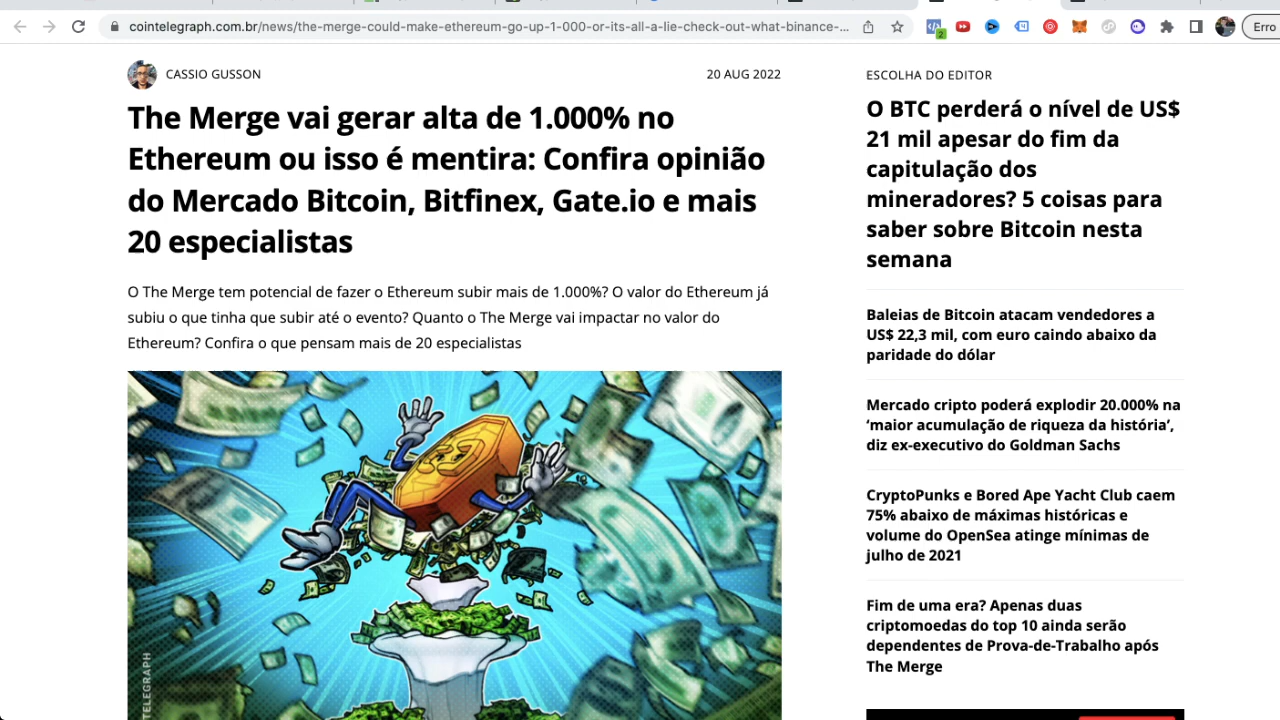 cointelegraph.com.br/news/the-merge-could-make-ethereum-go-up-1-000-or-its-all-a-lie-check-out-what-binance-...
2
Erro
CASSIO GUSSON
20 AUG 2022
The Merge vai gerar alta de 1.000% no
Ethereum ou isso é mentira: Confira opinião
do Mercado Bitcoin, Bitfinex, Gate.io e mais
20 especialistas
O The Merge tem potencial de fazer o Ethereum subir mais de 1.000%? O valor do Ethereum já
subiu o que tinha que subir até o evento? Quanto o The Merge vai impactar no valor do
Ethereum? Confira o que pensam mais de 20 especialistas
TELEGRAPH
ESCOLHA DO EDITOR
O BTC perderá o nível de US$
21 mil apesar do fim da
capitulação dos
mineradores? 5 coisas para
saber sobre Bitcoin nesta
semana
Baleias de Bitcoin atacam vendedores a
US$ 22,3 mil, com euro caindo abaixo da
paridade do dólar
Mercado cripto poderá explodir 20.000% na
‘maior acumulação de riqueza da história’,
diz ex-executivo do Goldman Sachs
CryptoPunks e Bored Ape Yacht Club caem
75% abaixo de máximas históricas e
volume do OpenSea atinge mínimas de
julho de 2021
Fim de uma era? Apenas duas
criptomoedas do top 10 ainda serão
dependentes de Prova-de-Trabalho após
The Merge